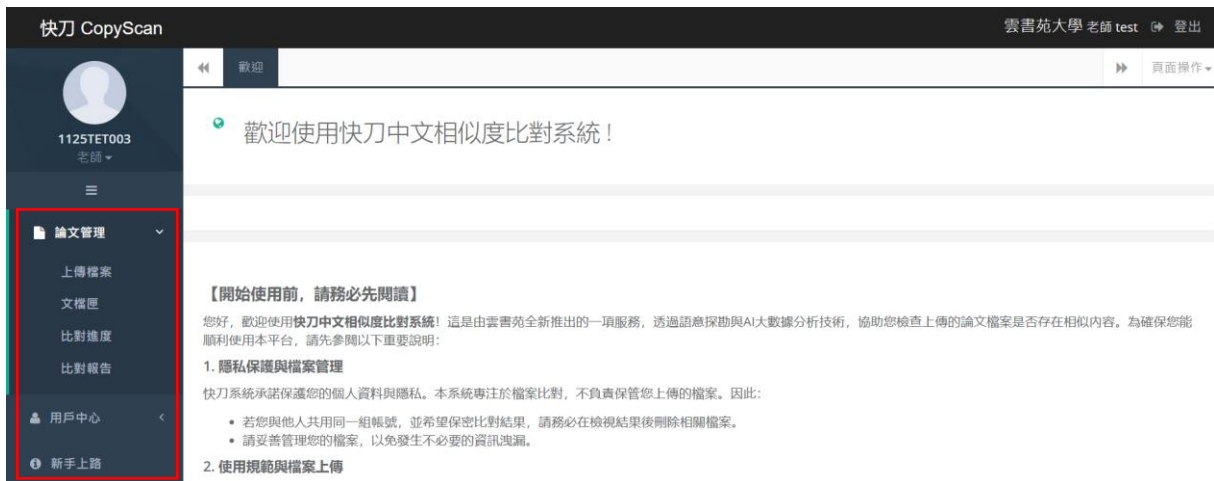 快刀 CopyScan
雲書苑大學 老師 test 登出
歡迎
頁面操作
1125TET003
老師
歡迎使用快刀中文相似度比對系統！
論文管理
上傳檔案
文檔匣
比對進度
比對報告
用戶中心
新手上路
【開始使用前，請務必先閱讀】
您好，歡迎使用快刀中文相似度比對系統！這是由雲書苑全新推出的一項服務，透過語意探勘與AI大數據分析技術，協助您檢查上傳的論文檔案是否存在相似內容。為確保您能
順利使用本平台，請先參閱以下重要說明：
1. 隱私保護與檔案管理
快刀系統承諾保護您的個人資料與隱私。本系統專注於檔案比對，不負責保管您上傳的檔案。因此：
• 若您與他人共用同一組帳號，並希望保密比對結果，請務必在檢視結果後刪除相關檔案。
• 請妥善管理您的檔案，以免發生不必要的資訊洩漏。
2. 使用規範與檔案上傳